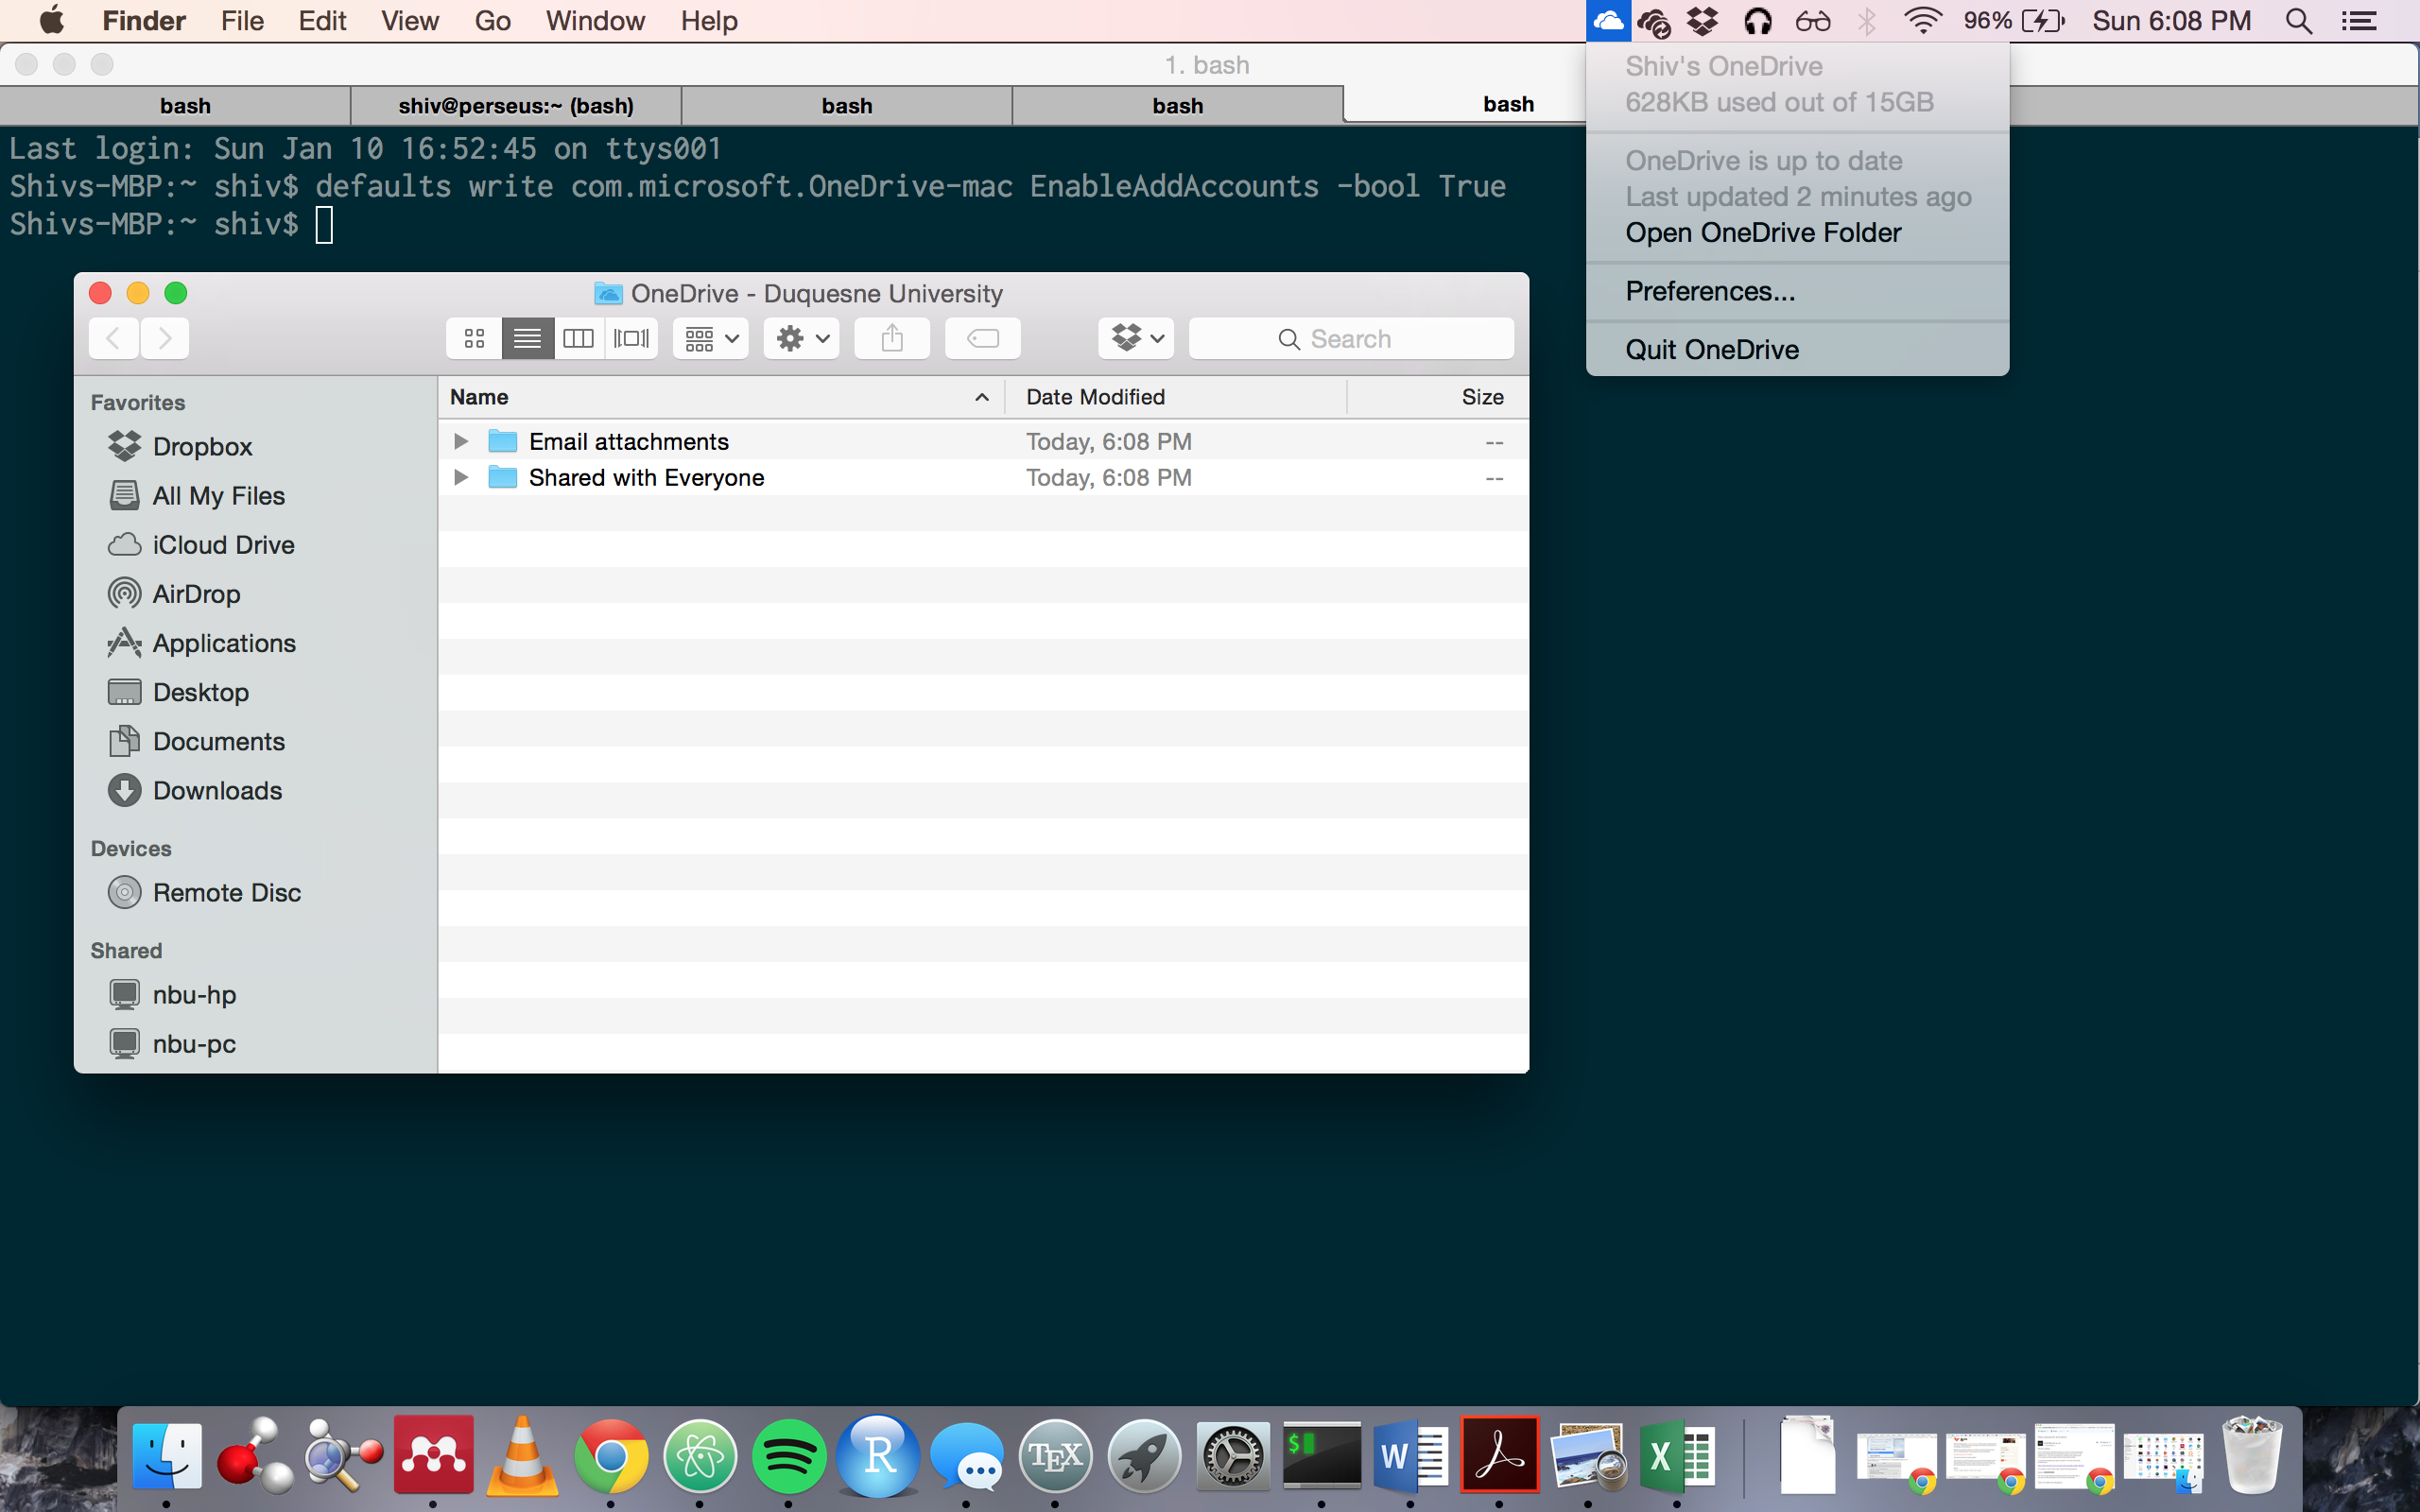 Finder File Edit View Go Window Help 96% Sun 6:08 PM
1. bash
bash shiv@perseus:~ (bash) bash bash bash
Last login: Sun Jan 10 16:52:45 on ttys001
Shivs-MBP:~ shiv$ defaults write com.microsoft.OneDrive-mac EnableAddAccounts -bool True
Shivs-MBP:~ shiv$
Shiv's OneDrive
628KB used out of 15GB
OneDrive is up to date
Last updated 2 minutes ago
Open OneDrive Folder
Preferences...
Quit OneDrive
OneDrive - Duquesne University
Search
Favorites
Dropbox
All My Files
iCloud Drive
AirDrop
Applications
Desktop
Documents
Downloads
Devices
Remote Disc
Shared
nbu-hp
nbu-pc
Name Date Modified Size
Email attachments Today, 6:08 PM --
Shared with Everyone Today, 6:08 PM --
R TEX $ W X